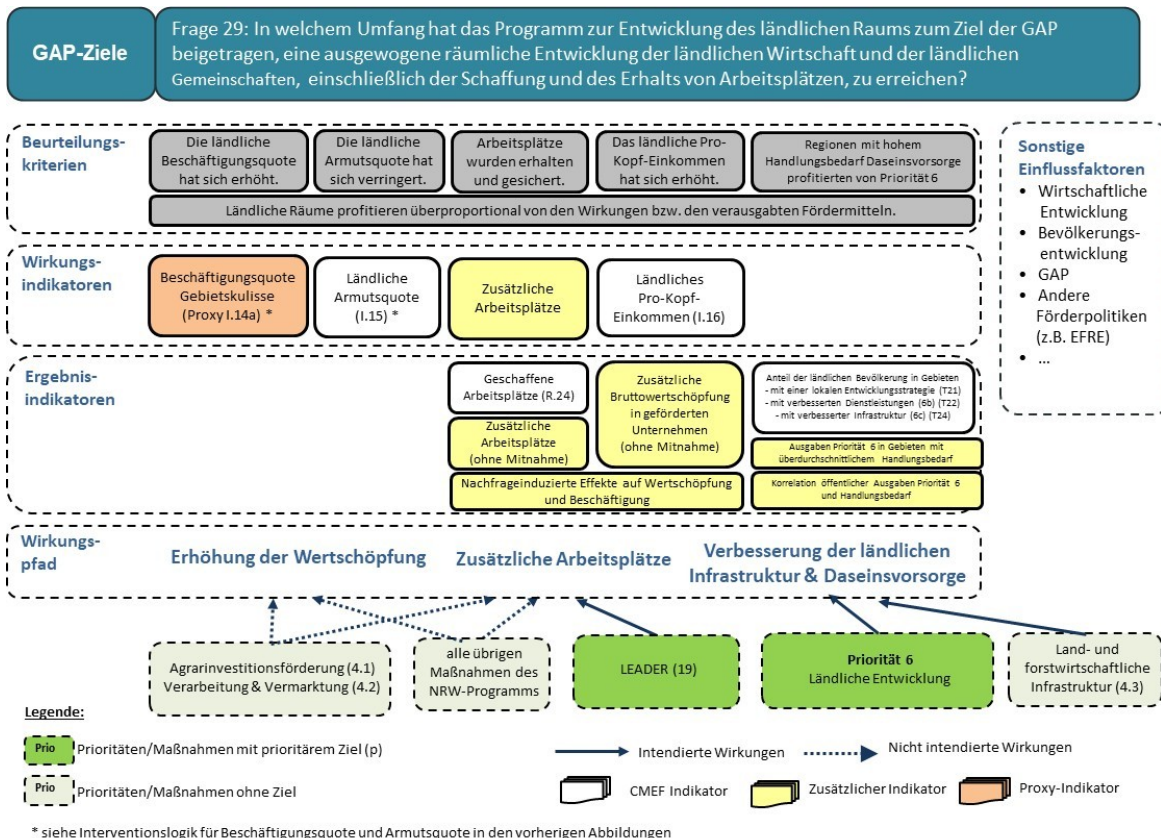 GAP-Ziele
Frage 29: In welchem Umfang hat das Programm zur Entwicklung des ländlichen Raums zum Ziel der GAP
beigetragen, eine ausgewogene räumliche Entwicklung der ländlichen Wirtschaft und der ländlichen
Gemeinschaften, einschließlich der Schaffung und des Erhalts von Arbeitsplätzen, zu erreichen?
Beurteilungs-
kriterien
Die ländliche
Beschäftigungsquote
hat sich erhöht.
Die ländliche
Armutsquote hat
sich verringert.
Arbeitsplätze
wurden erhalten
und gesichert.
Das ländliche Pro-
Kopf-Einkommen
hat sich erhöht.
Regionen mit hohem
Handlungsbedarf Daseinsvorsorge
profitierten von Priorität 6
Ländliche Räume profitieren überproportional von den Wirkungen bzw. den verausgabten Fördermitteln.
Sonstige
Einflussfaktoren
• Wirtschaftliche
Entwicklung
• Bevölkerungs-
entwicklung
• GAP
• Andere
Förderpolitiken
(z.B. EFRE)
• ...
Wirkungs-
indikatoren
Beschäftigungsquote
Gebietskulisse
(Proxy I.14a) *
Ländliche
Armutsquote
(I.15) *
Zusätzliche
Arbeitsplätze
Ländliches
Pro-Kopf-
Einkommen (I.16)
Ergebnis-
indikatoren
Geschaffene
Arbeitsplätze (R.24)
Zusätzliche
Arbeitsplätze
(ohne Mitnahme)
Zusätzliche
Bruttowertschöpfung
in geförderten
Unternehmen
(ohne Mitnahme)
Nachfrageinduzierte Effekte auf Wertschöpfung
und Beschäftigung
Anteil der ländlichen Bevölkerung in Gebieten
- mit einer lokalen Entwicklungsstrategie (T21)
- mit verbesserten Dienstleistungen (6b) (T22)
- mit verbesserter Infrastruktur (6c) (T24)
Ausgaben Priorität 6 in Gebieten mit
überdurchschnittlichem Handlungsbedarf
Korrelation öffentlicher Ausgaben Priorität 6
und Handlungsbedarf
Wirkungs-
pfad
Erhöhung der Wertschöpfung
Zusätzliche Arbeitsplätze
Verbesserung der ländlichen
Infrastruktur & Daseinsvorsorge
Agrarinvestitionsförderung (4.1)
Verarbeitung & Vermarktung (4.2)
alle übrigen
Maßnahmen des
NRW-Programms
LEADER (19)
Priorität 6
Ländliche Entwicklung
Land- und
forstwirtschaftliche
Infrastruktur (4.3)
Legende:
Prio Prioritäten/Maßnahmen mit prioritärem Ziel (p)
Prio Prioritäten/Maßnahmen ohne Ziel
Intendierte Wirkungen
Nicht intendierte Wirkungen
CMEF Indikator
Zusätzlicher Indikator
Proxy-Indikator
* siehe Interventionslogik für Beschäftigungsquote und Armutsquote in den vorherigen Abbildungen